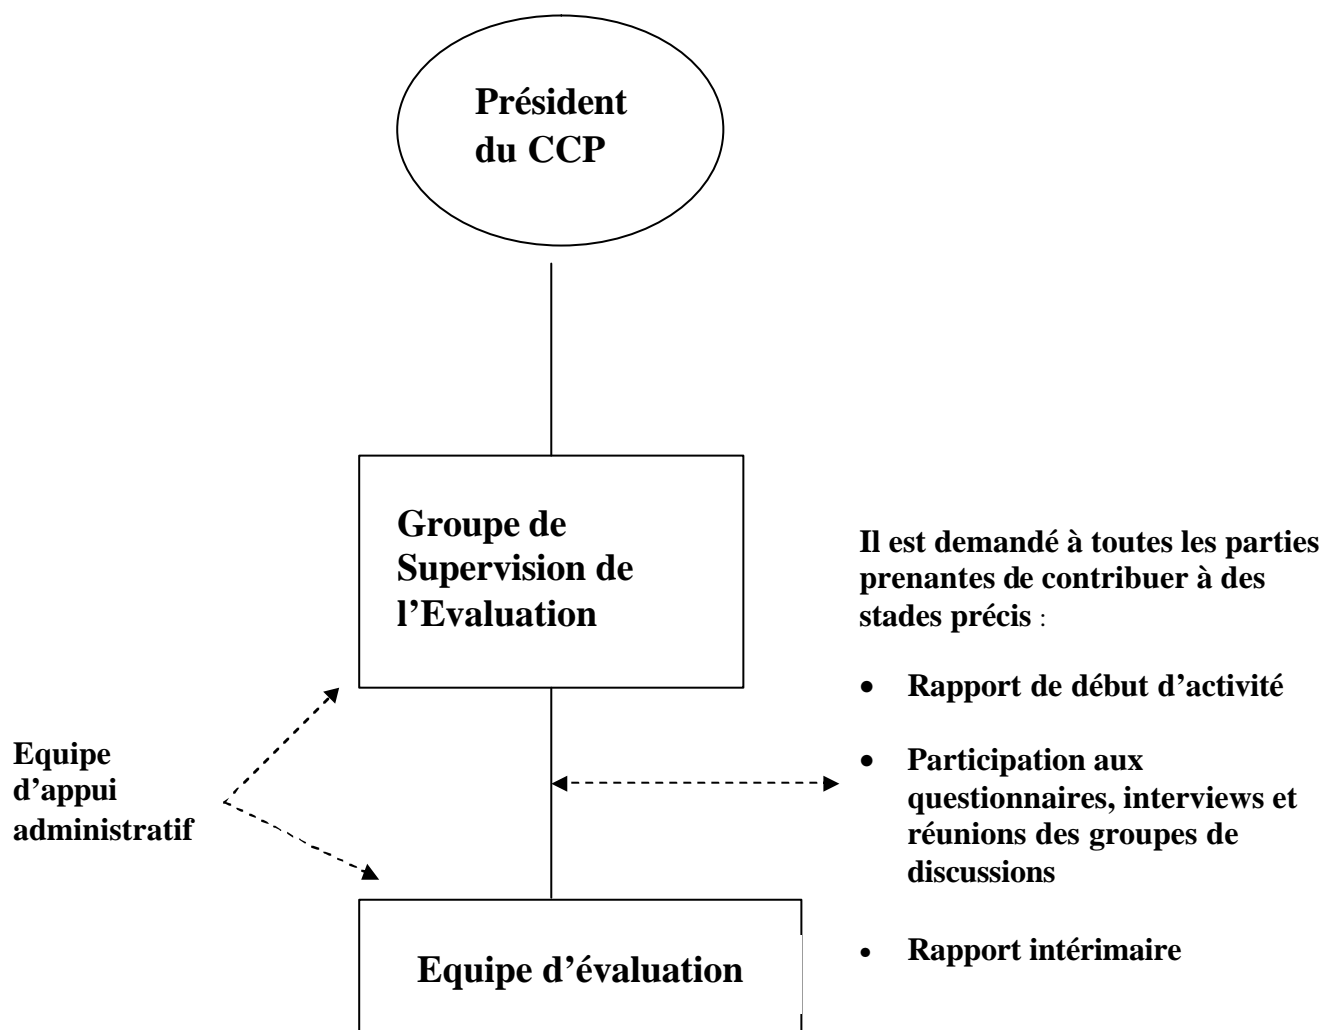 Président
du CCP
Groupe de
Supervision de
l’Evaluation
Il est demandé à toutes les parties
prenantes de contribuer à des
stades précis :
• Rapport de début d’activité
• Participation aux
questionnaires, interviews et
réunions des groupes de
discussions
• Rapport intérimaire
Equipe
d’appui
administratif
Equipe d’évaluation